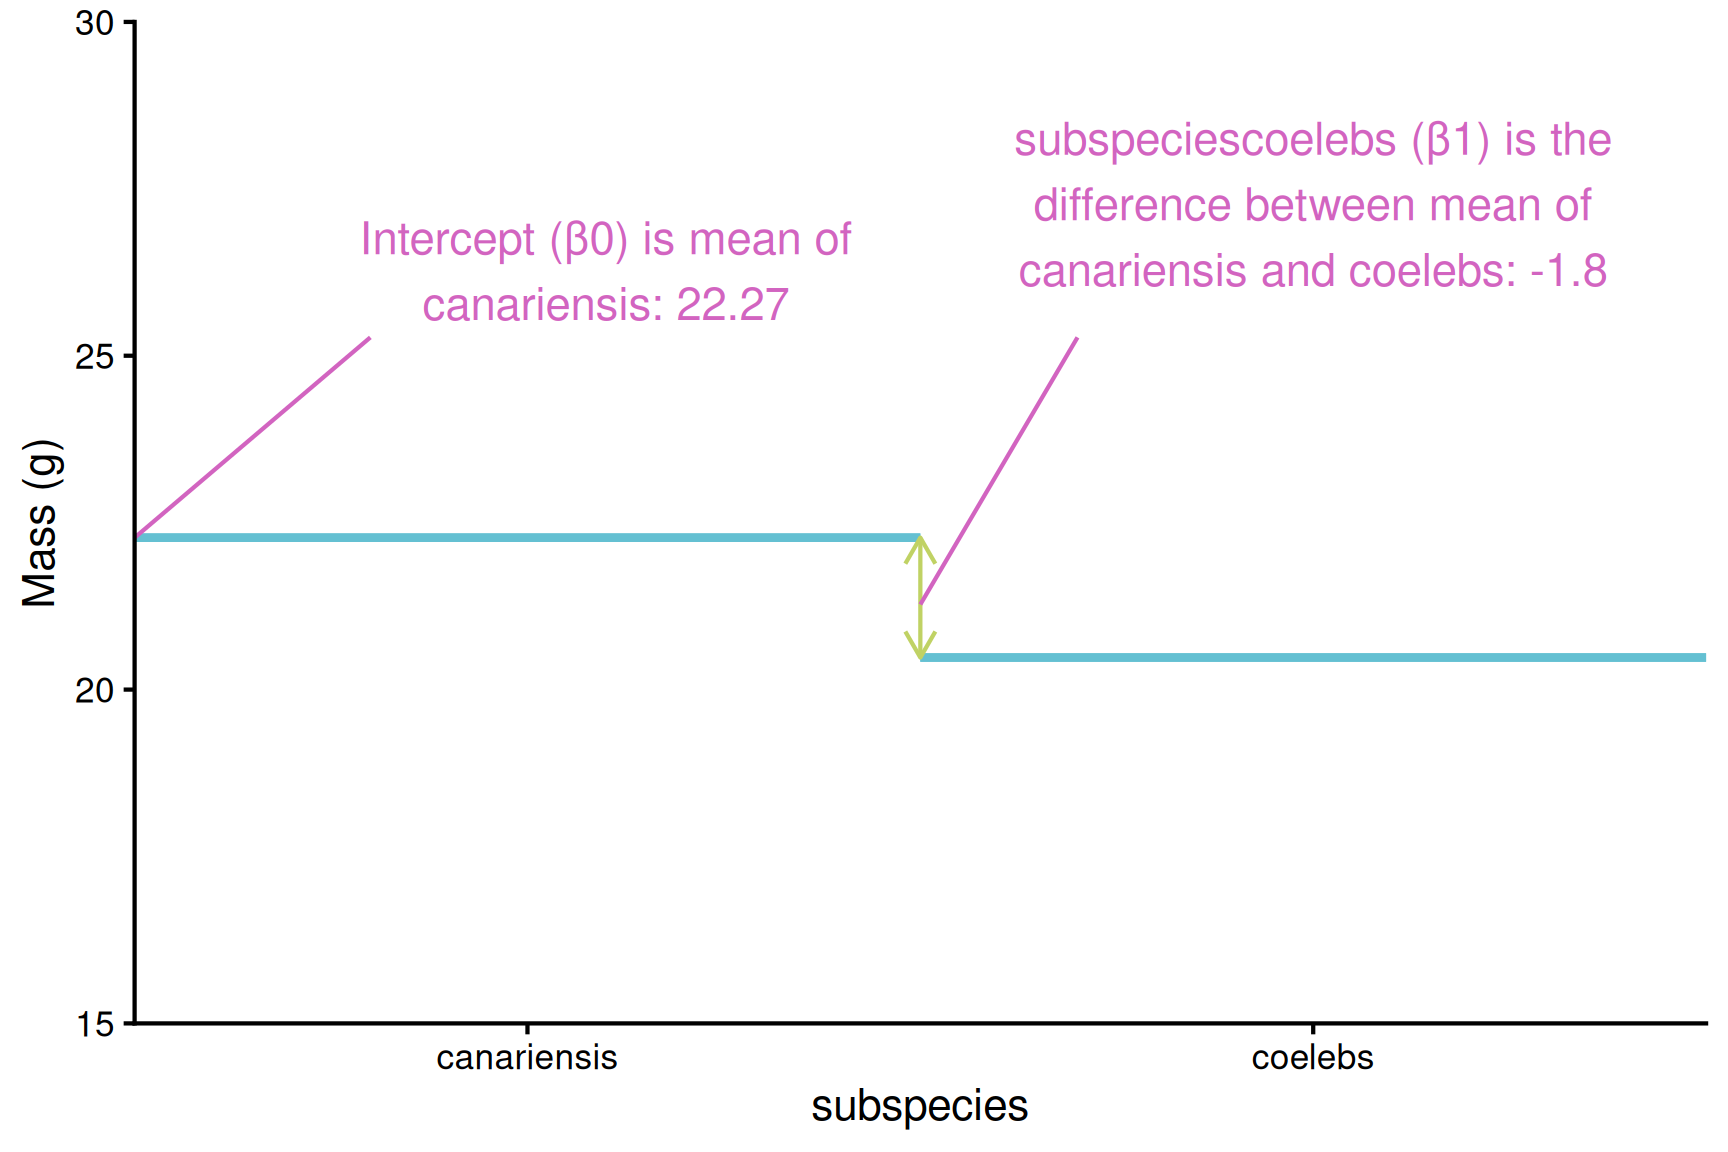 30
subspeciescoelebs (β1) is the
difference between mean of
canariensis and coelebs: -1.8
Intercept (β0) is mean of
canariensis: 22.27
25
Mass (g)
20
15
canariensis
coelebs
subspecies